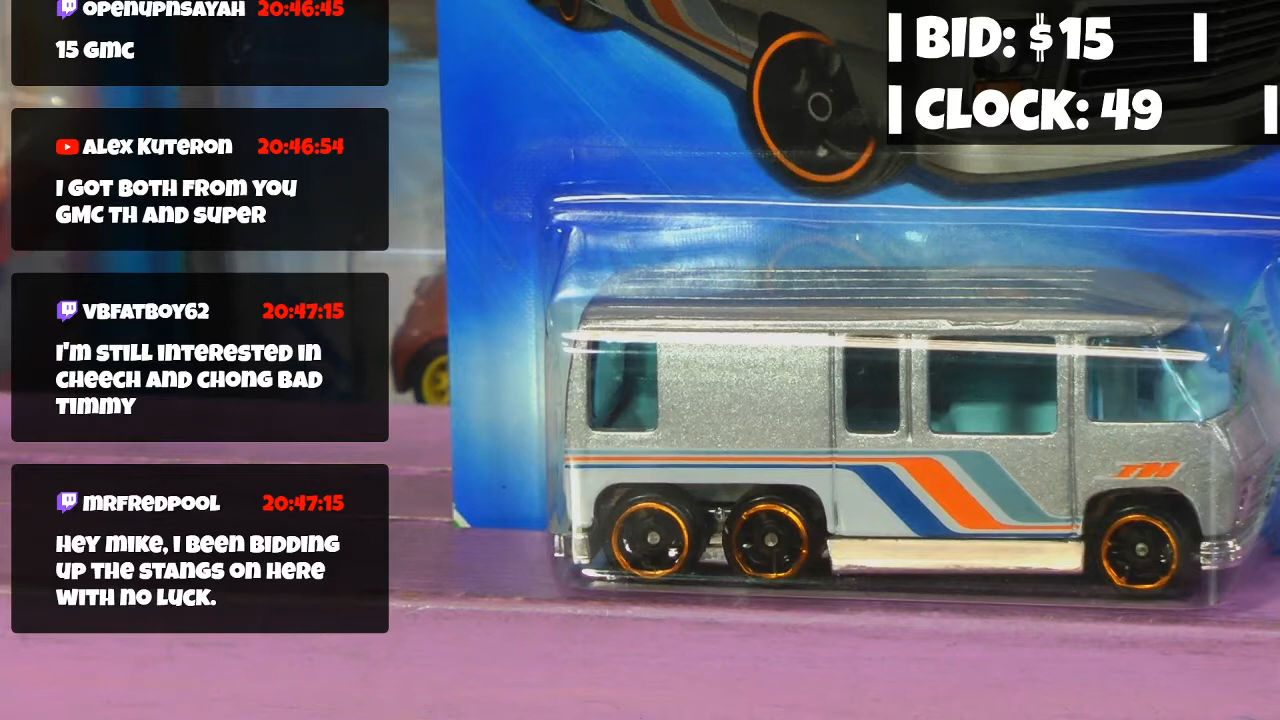 openupnsayah 20:46:45
15 GMC
Alex Kuteron 20:46:54
I GOT BOTH FROM YOU
GMC TH AND SUPER
VBFATBOY62 20:47:15
I'M STILL INTERESTED IN
CHEECH AND CHONG BAD
TIMMY
MRFREDPOOL 20:47:15
HEY MIKE, I BEEN BIDDING
UP THE STANGS ON HERE
WITH NO LUCK.
| BID: $15 |
| CLOCK: 49 |
TM